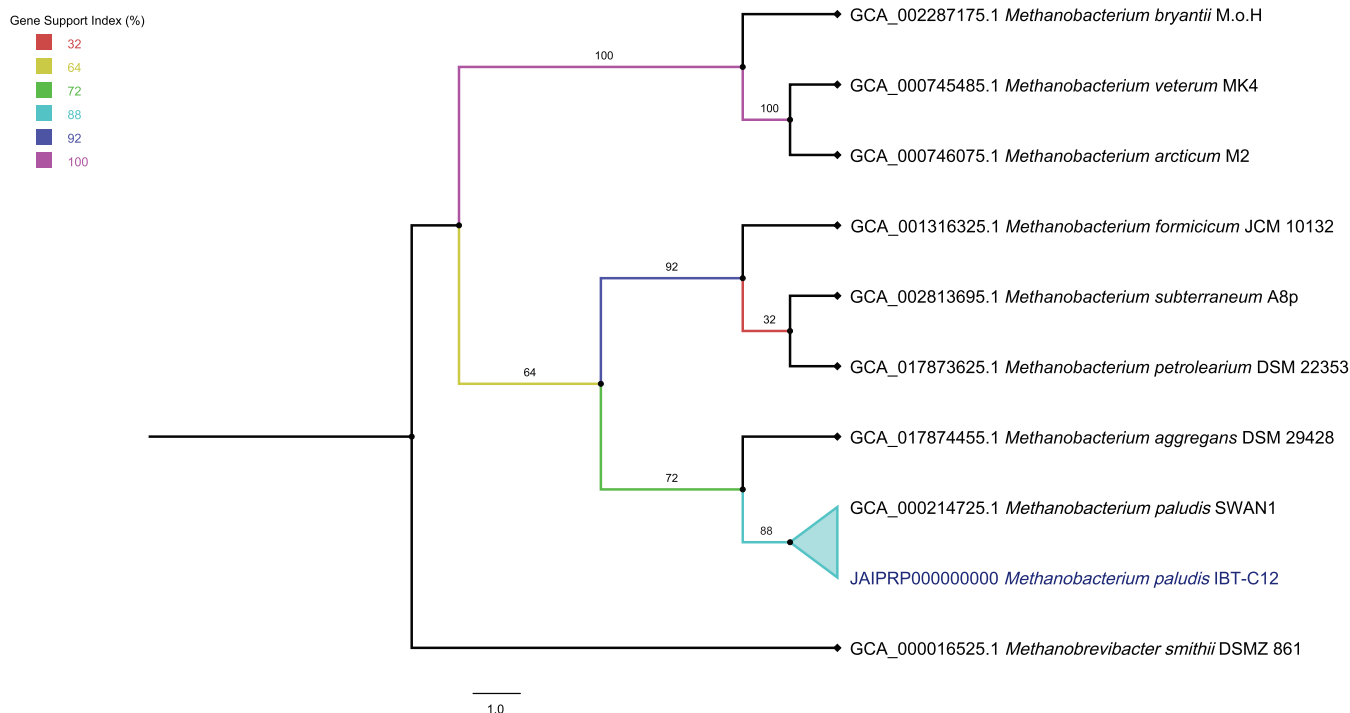 Gene Support Index (%)
32
64
72
88
92
100
100
GCA_002287175.1 Methanobacterium bryantii M.o.H
100
GCA_000745485.1 Methanobacterium veterum MK4
GCA_000746075.1 Methanobacterium arcticum M2
GCA_001316325.1 Methanobacterium formicicum JCM 10132
92
GCA_002813695.1 Methanobacterium subterraneum A8p
32
GCA_017873625.1 Methanobacterium petrolearium DSM 22353
64
GCA_017874455.1 Methanobacterium aggregans DSM 29428
72
GCA_000214725.1 Methanobacterium paludis SWAN1
88
JAIPRP000000000 Methanobacterium paludis IBT-C12
GCA_000016525.1 Methanobrevibacter smithii DSMZ 861
1.0